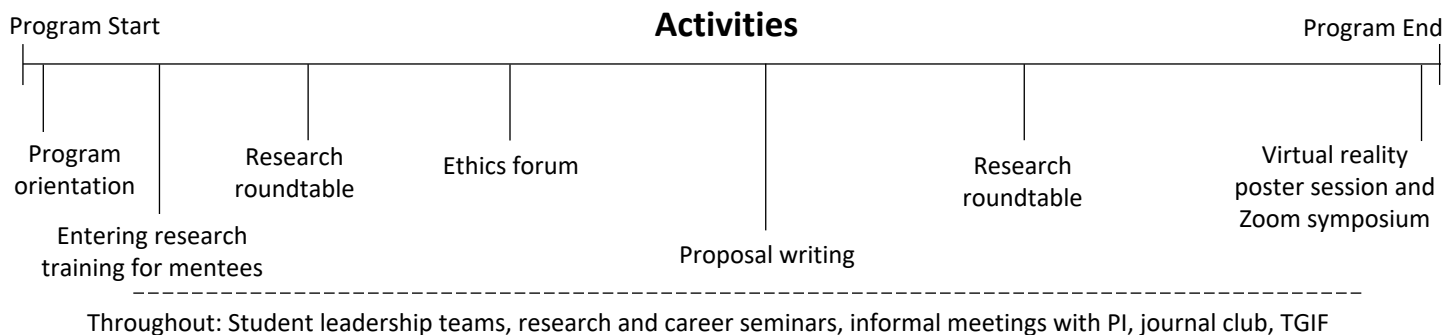 Activities
Program Start
Program End
Program
orientation
Entering research
training for mentees
Research
roundtable
Ethics forum
Proposal writing
Research
roundtable
Virtual reality
poster session and
Zoom symposium
Throughout: Student leadership teams, research and career seminars, informal meetings with PI, journal club, TGIF